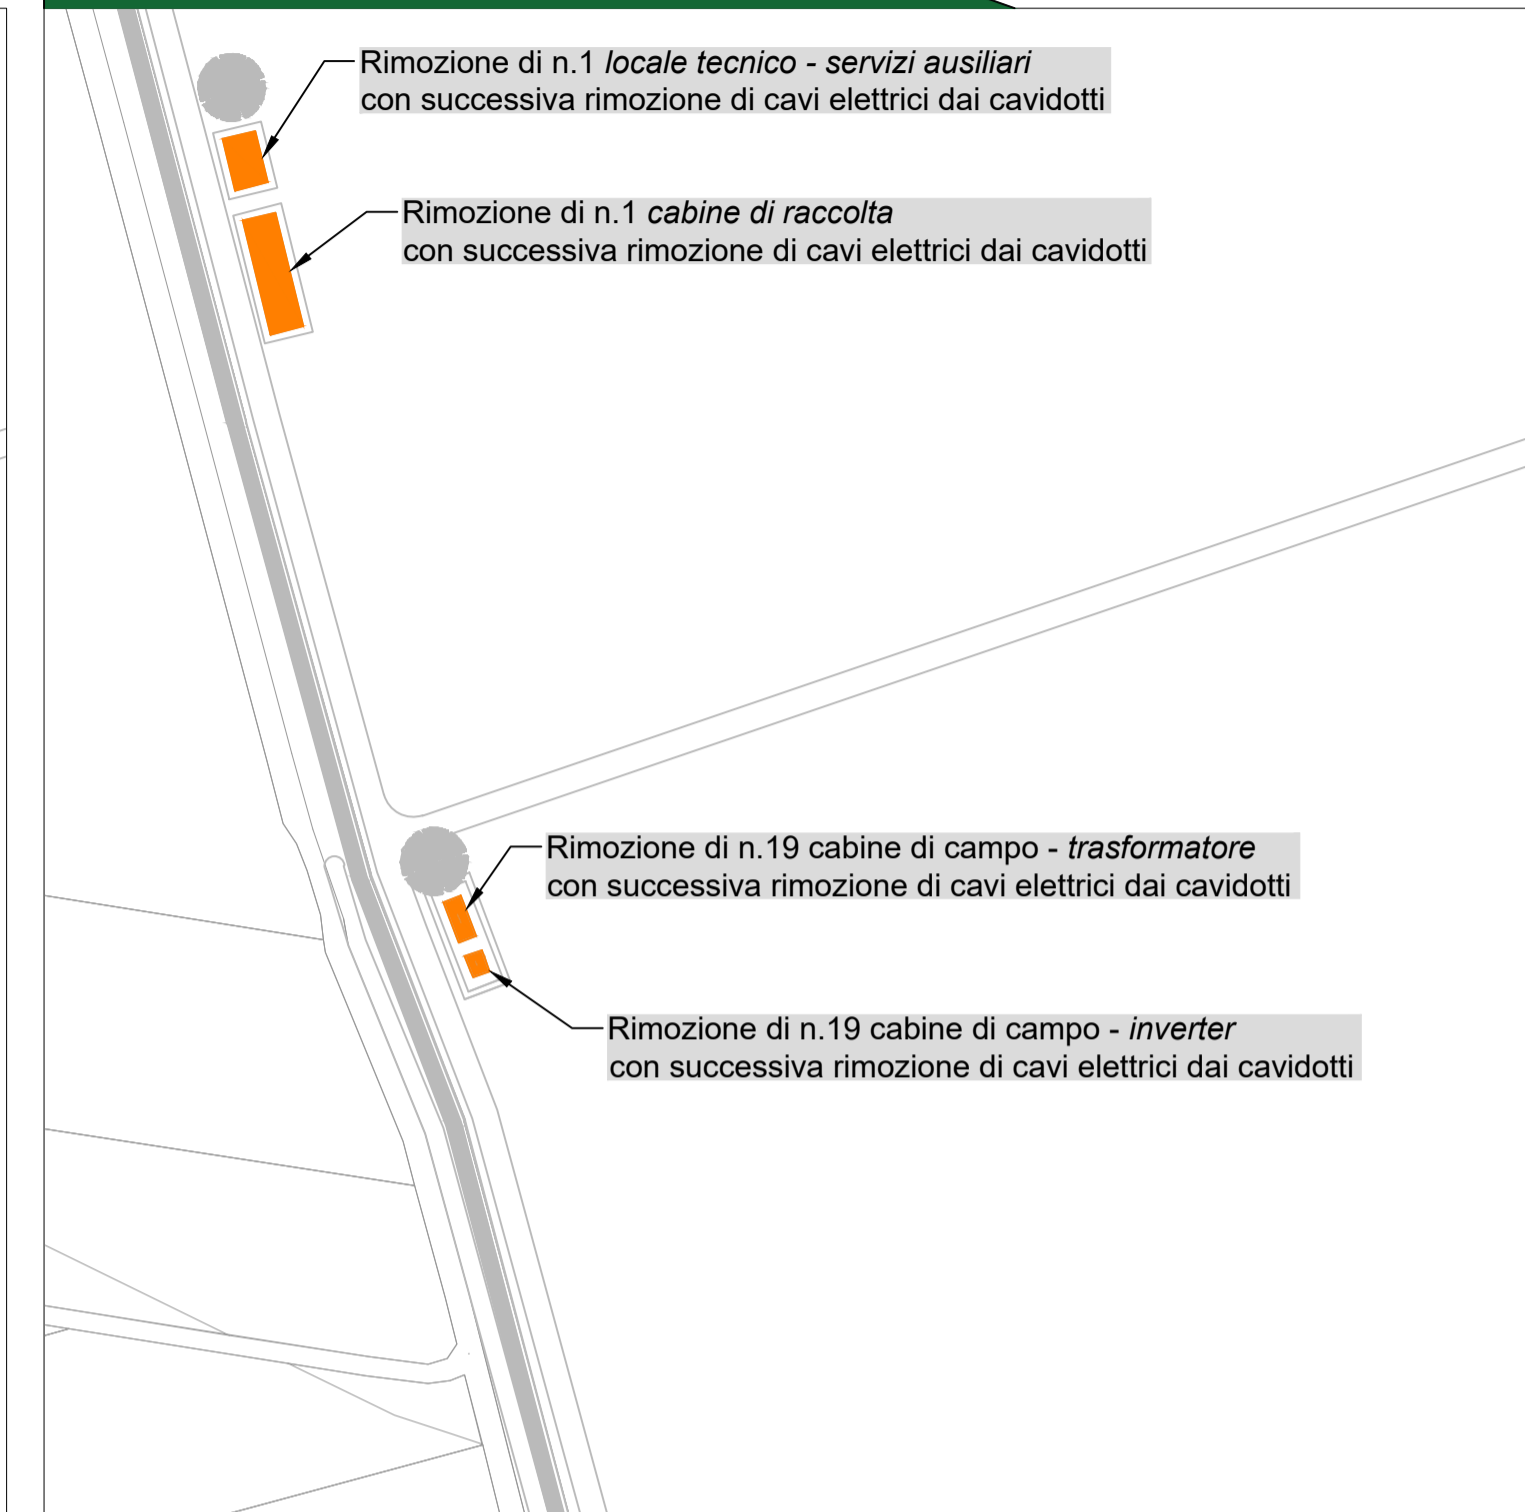 Rimozione di n.1 locale tecnico - servizi ausiliari
con successiva rimozione di cavi elettrici dai cavidotti
Rimozione di n.1 cabine di raccolta
con successiva rimozione di cavi elettrici dai cavidotti
Rimozione di n.19 cabine di campo - trasformatore
con successiva rimozione di cavi elettrici dai cavidotti
Rimozione di n.19 cabine di campo - inverter
con successiva rimozione di cavi elettrici dai cavidotti